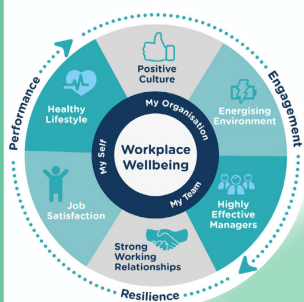 Performance
Engagement
Resilience
Positive
Culture
Energising
Environment
Highly
Effective
Managers
Strong
Working
Relationships
Job
Satisfaction
Healthy
Lifestyle
My Organisation
My Team
My Self
Workplace
Wellbeing